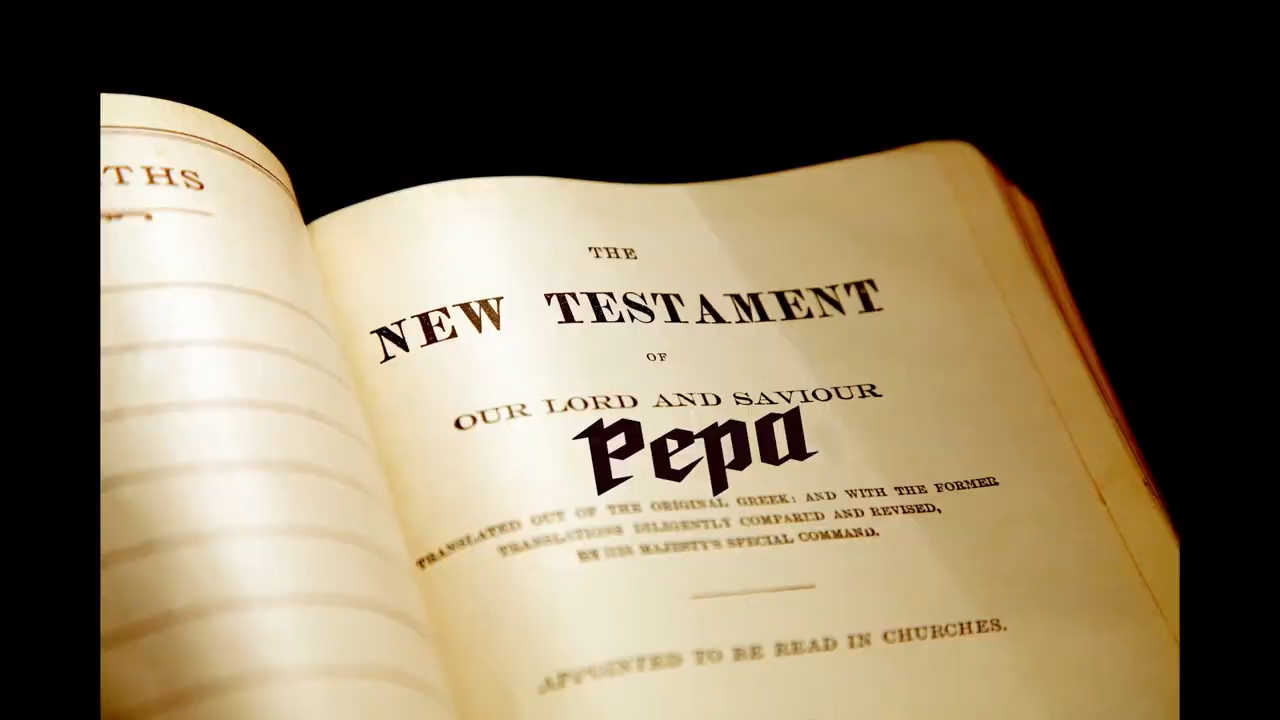 THS
THE
NEW TESTAMENT
OF
OUR LORD AND SAVIOUR
Pepa
TRANSLATED OUT OF THE ORIGINAL GREEK: AND WITH THE FORMER
TRANSLATIONS DILIGENTLY COMPARED AND REVISED,
BY HIS MAJESTY'S SPECIAL COMMAND.
APPOINTED TO BE READ IN CHURCHES.